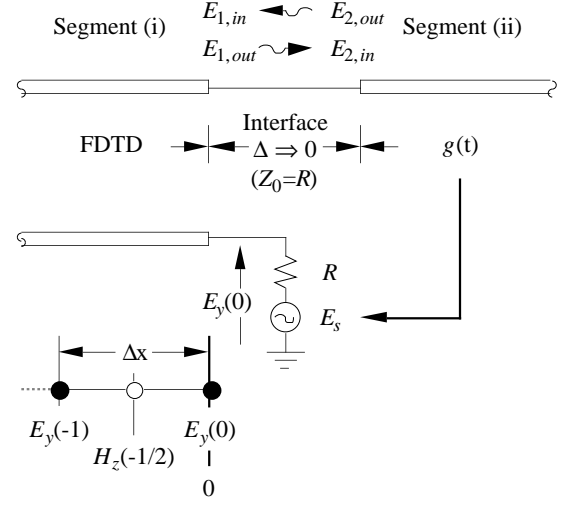 Segment (i)
E1,in
E2,out
Segment (ii)
E1,out
E2,in
FDTD
Interface
Δ ⇒ 0
(Z0=R)
g(t)
Ey(0)
R
Es
Δx
Ey(-1)
Ey(0)
Hz(-1/2)
0